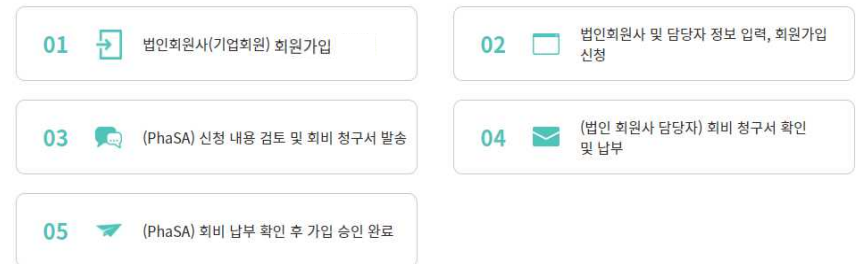 01 법인회원사(기업회원) 회원가입
02 법인회원사 및 담당자 정보 입력, 회원가입
신청
03 (PhaSA) 신청 내용 검토 및 회비 청구서 발송
04 (법인 회원사 담당자) 회비 청구서 확인
및 납부
05 (PhaSA) 회비 납부 확인 후 가입 승인 완료